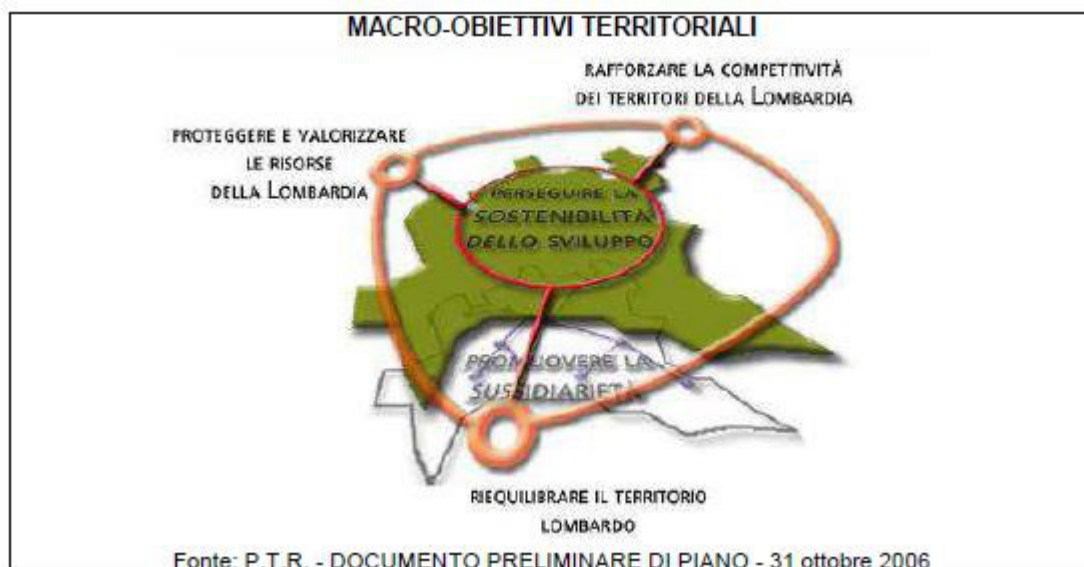 MACRO-OBIETTIVI TERRITORIALI
RAFFORZARE LA COMPETITIVITÀ
DEI TERRITORI DELLA LOMBARDIA
PROTEGGERE E VALORIZZARE
LE RISORSE
DELLA LOMBARDIA
PERSEGUIRE LA
SOSTENIBILITÀ
DELLO SVILUPPO
PROMUOVERE LA
SUSSIDIARIETÀ
RIEQUILIBRARE IL TERRITORIO
LOMBARDO
Fonte: P.T.R. - DOCUMENTO PRELIMINARE DI PIANO - 31 ottobre 2006